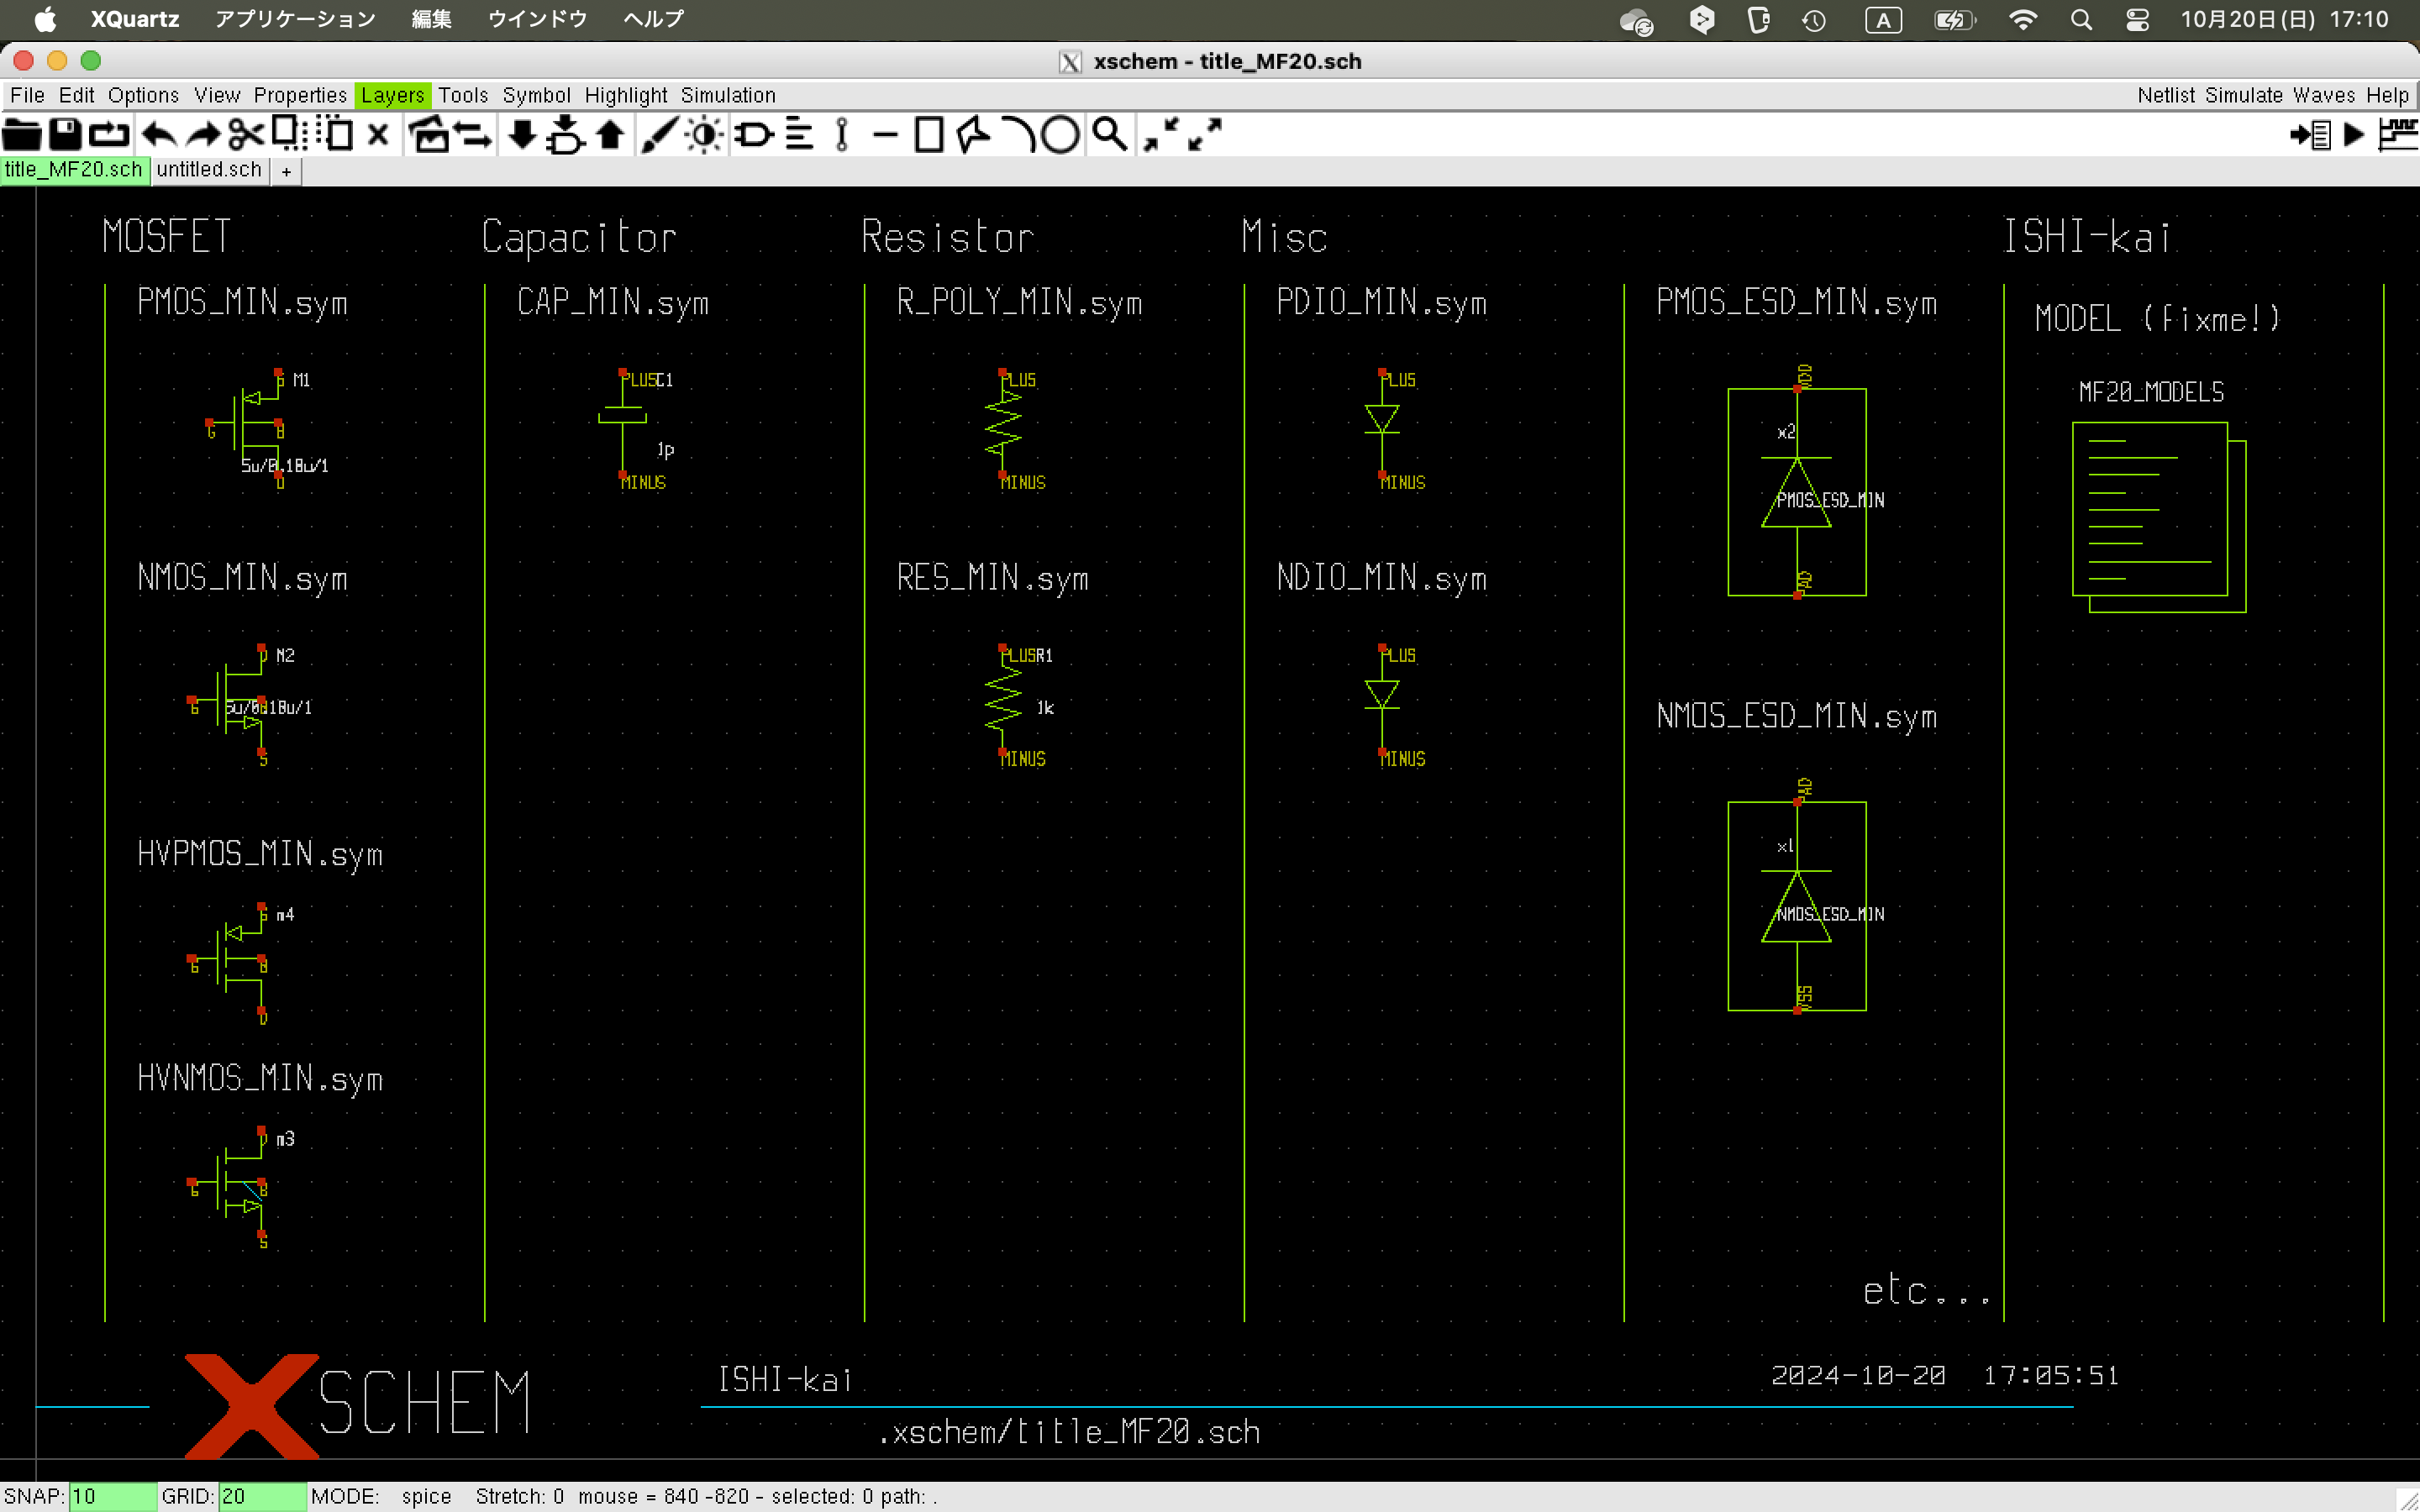 XQuartz アプリケーション 編集 ウインドウ ヘルプ A 10月20日(日) 17:10
X xschem - title_MF20.sch
File Edit Options View Properties Layers Tools Symbol Highlight Simulation Netlist Simulate Waves Help
title_MF20.sch untitled.sch +
MOSFET Capacitor Resistor Misc ISHI-kai
PMOS_MIN.sym CAP_MIN.sym R_POLY_MIN.sym PDIO_MIN.sym PMOS_ESD_MIN.sym
MODEL (fixme!)
M1 PLUS C1 PLUS PLUS VDD
MF20_MODELS
G B x2
1p
5u/0.18u/1
D MINUS MINUS MINUS
PMOS_ESD_MIN
NMOS_MIN.sym RES_MIN.sym NDIO_MIN.sym
M2 PLUS R1 PLUS
G 5u/0.18u/1 1k
S MINUS MINUS
NMOS_ESD_MIN.sym
HVPMOS_MIN.sym
x1
S m4 NMOS_ESD_MIN
G B
VSS
D
HVNMOS_MIN.sym
m3
G B
S
etc...
XSCHEM
ISHI-kai 2024-10-20 17:05:51
.xschem/title_MF20.sch
SNAP: 10 GRID: 20 MODE: spice Stretch: 0 mouse = 840 -820 - selected: 0 path: .